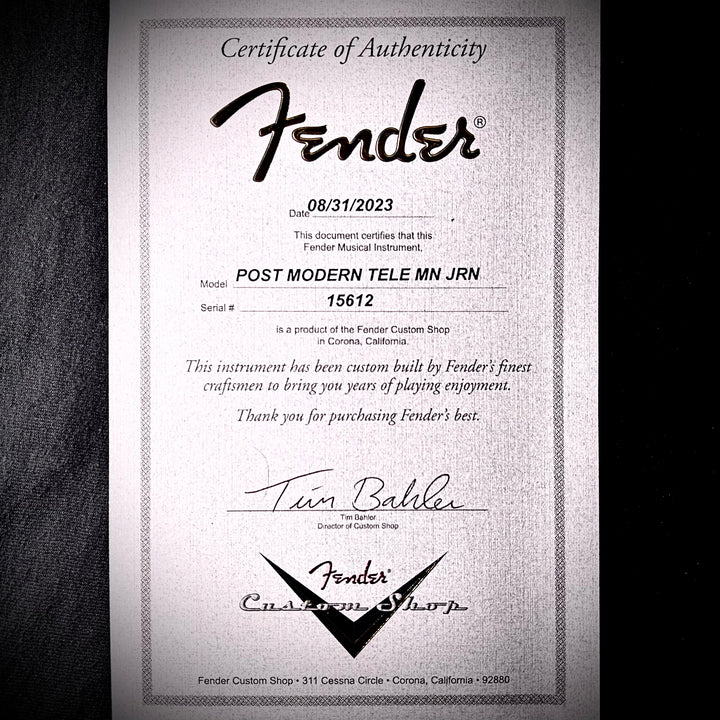 Certificate of Authenticity
Fender®
Date 08/31/2023
This document certifies that this
Fender Musical Instrument,
Model POST MODERN TELE MN JRN
Serial # 15612
is a product of the Fender Custom Shop
in Corona, California.
This instrument has been custom built by Fender's finest
craftsmen to bring you years of playing enjoyment.
Thank you for purchasing Fender's best.
Tim Bahler
Tim Bahler
Director of Custom Shop
Fender®
Custom Shop
Fender Custom Shop • 311 Cessna Circle • Corona, California • 92880